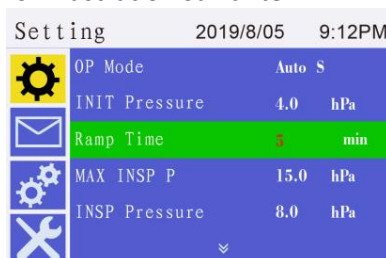 Setting 2019/8/05 9:12PM
OP Mode Auto S
INIT Pressure 4.0 hPa
Ramp Time 5 min
MAX INSP P 15.0 hPa
INSP Pressure 8.0 hPa